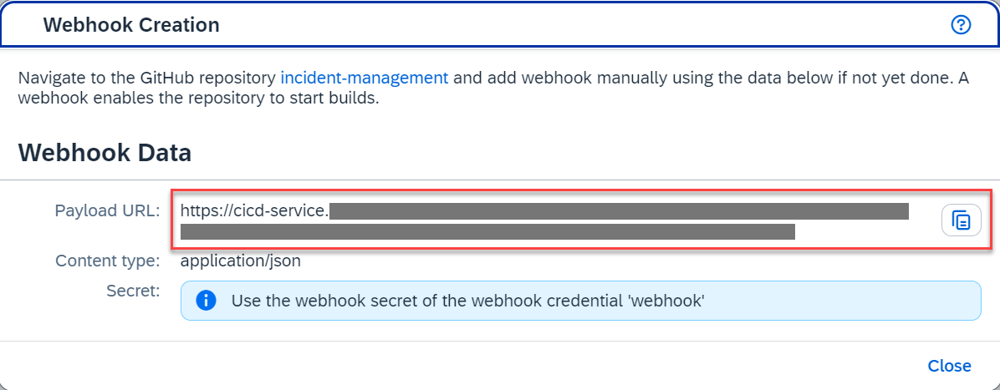 Webhook Creation
Navigate to the GitHub repository incident-management and add webhook manually using the data below if not yet done. A
webhook enables the repository to start builds.
Webhook Data
Payload URL: https://cicd-service.
Content type: application/json
Secret: Use the webhook secret of the webhook credential 'webhook'
Close